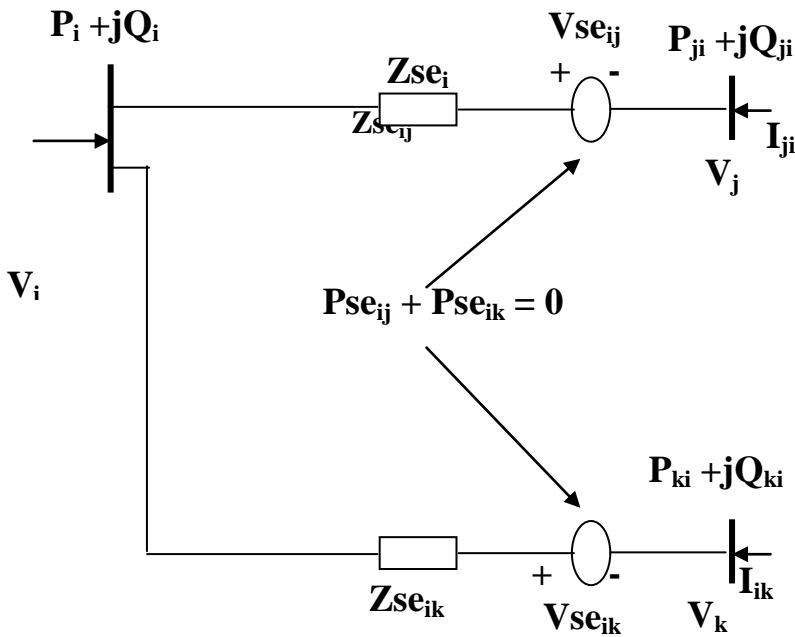 P_i +jQ_i
Vse_ij
P_ji +jQ_ji
Zse_i
+ -
Zse_ij
I_ji
V_j
V_i
Pse_ij + Pse_ik = 0
P_ki +jQ_ki
+ -
I_ik
Zse_ik
Vse_ik
V_k